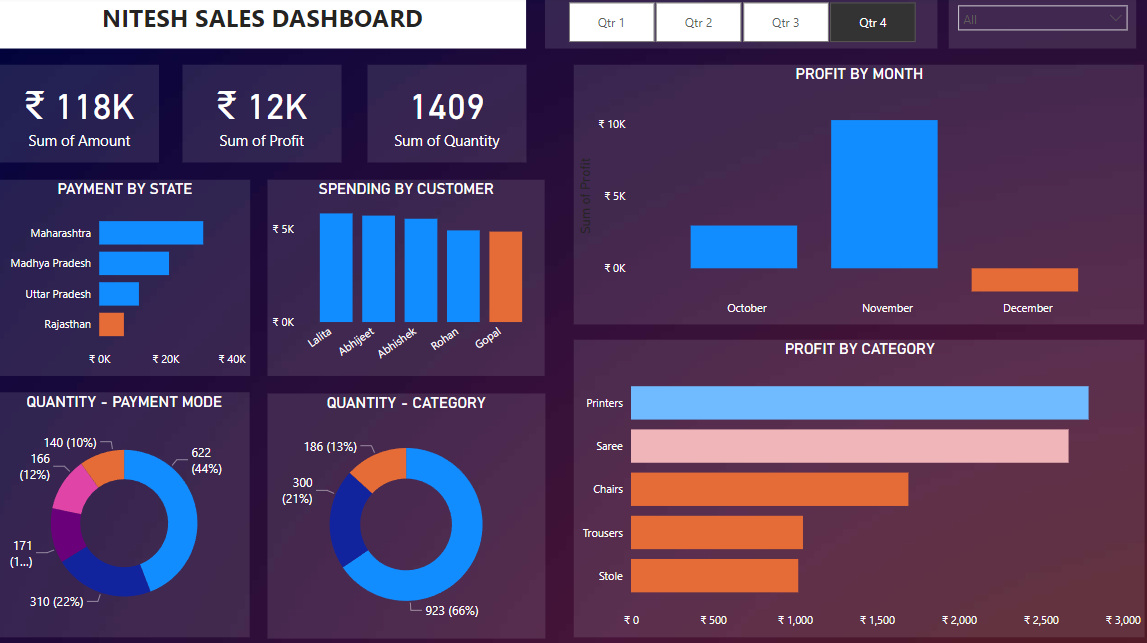 NITESH SALES DASHBOARD
Qtr 1
Qtr 2
Qtr 3
Qtr 4
All
₹ 118K
Sum of Amount
₹ 12K
Sum of Profit
1409
Sum of Quantity
PROFIT BY MONTH
₹ 10K
₹ 5K
₹ 0K
Sum of Profit
October
November
December
PAYMENT BY STATE
Maharashtra
Madhya Pradesh
Uttar Pradesh
Rajasthan
₹ 0K
₹ 20K
₹ 40K
SPENDING BY CUSTOMER
₹ 5K
₹ 0K
Lalita
Abhijeet
Abhishek
Rohan
Gopal
PROFIT BY CATEGORY
Printers
Saree
Chairs
Trousers
Stole
₹ 0
₹ 500
₹ 1,000
₹ 1,500
₹ 2,000
₹ 2,500
₹ 3,000
QUANTITY - PAYMENT MODE
140 (10%)
166
(12%)
171
(1...)
310 (22%)
622
(44%)
QUANTITY - CATEGORY
186 (13%)
300
(21%)
923 (66%)